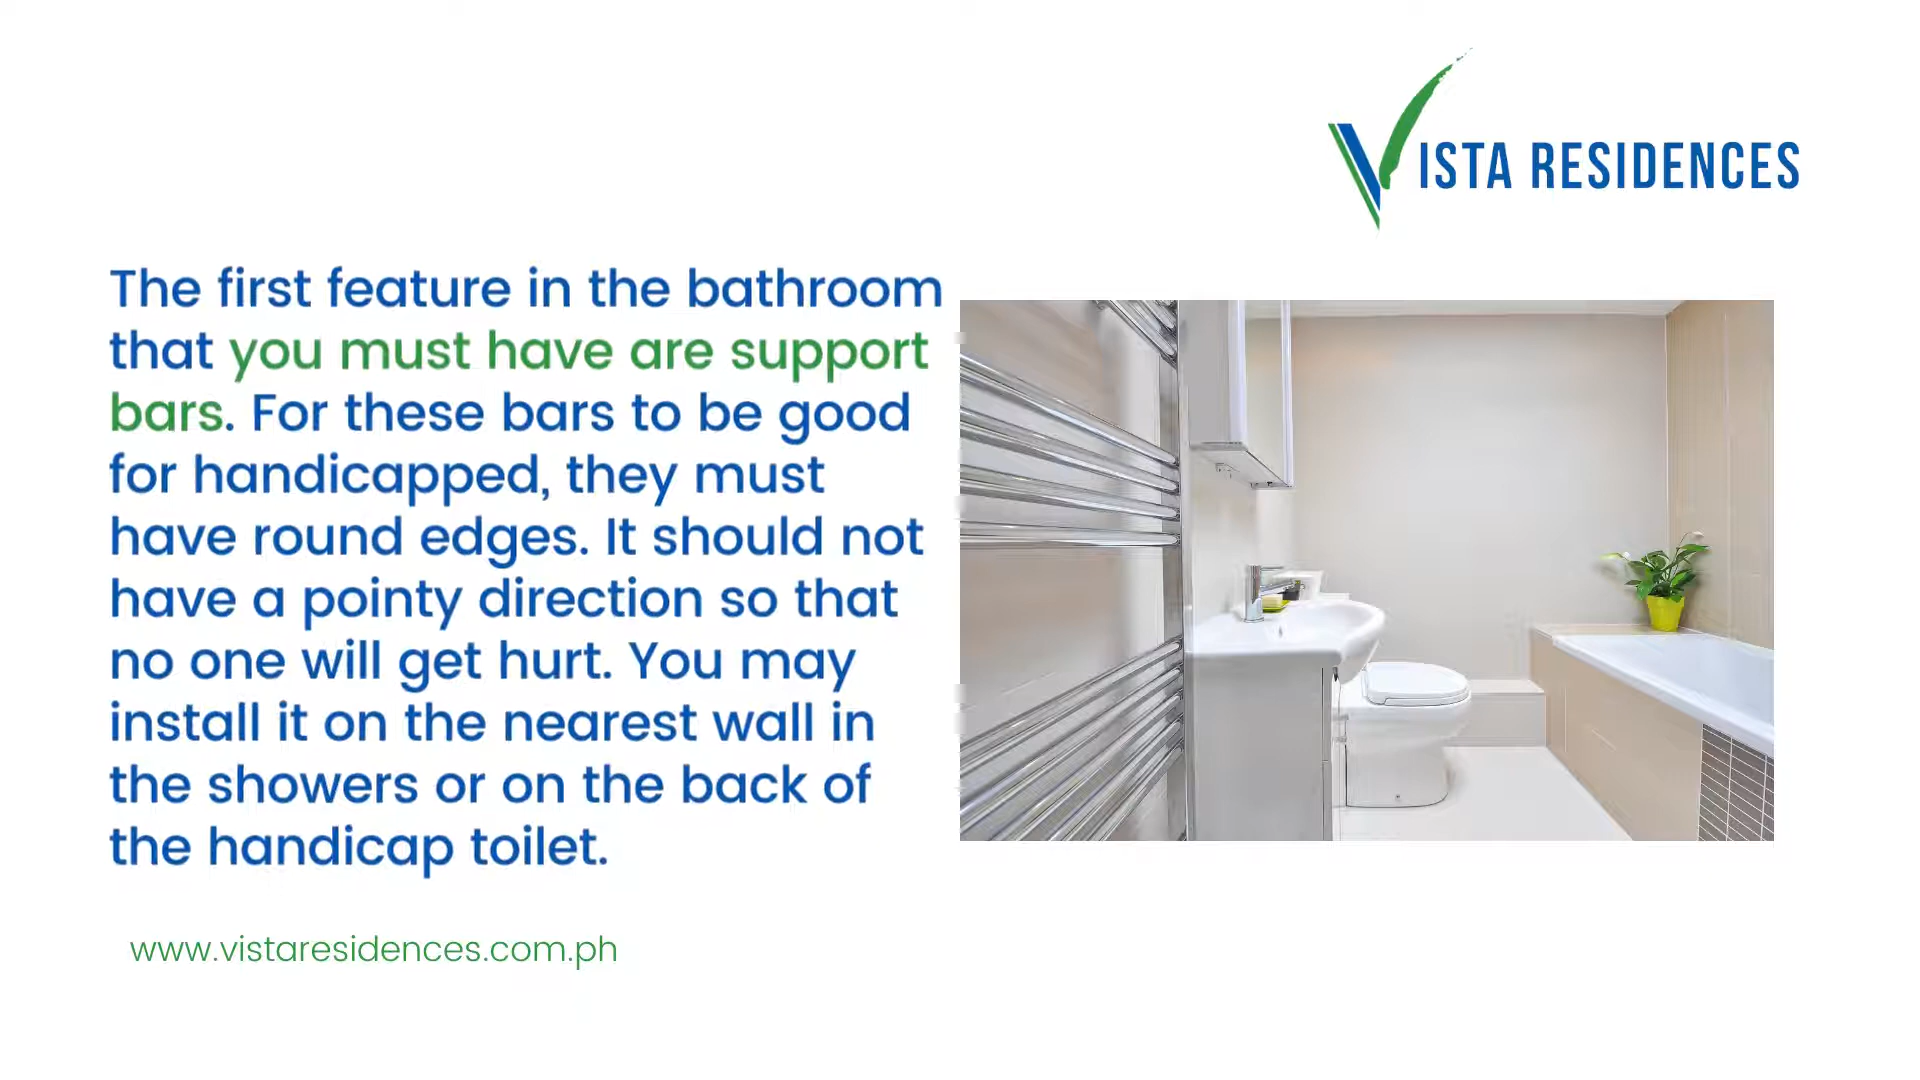 VISTA RESIDENCES
The first feature in the bathroom
that you must have are support
bars. For these bars to be good
for handicapped, they must
have round edges. It should not
have a pointy direction so that
no one will get hurt. You may
install it on the nearest wall in
the showers or on the back of
the handicap toilet.
www.vistaresidences.com.ph